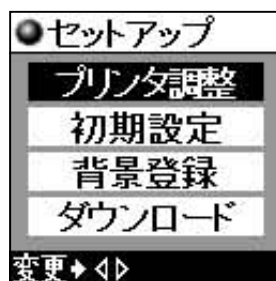 ●セットアップ
プリンタ調整
初期設定
背景登録
ダウンロード
変更◆◁▷